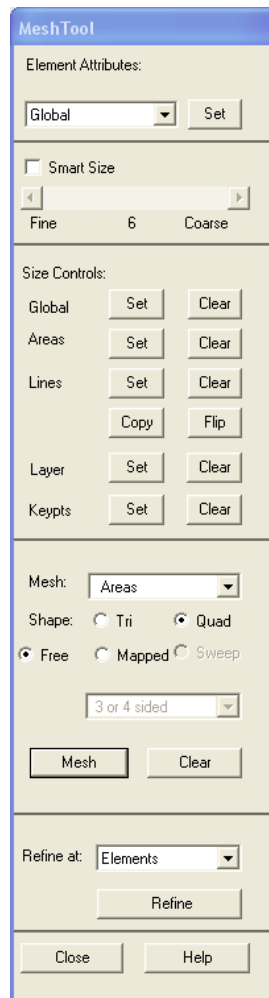 MeshTool
Element Attributes:
Global Set
Smart Size
Fine 6 Coarse
Size Controls:
Global Set Clear
Areas Set Clear
Lines Set Clear
Copy Flip
Layer Set Clear
Keypts Set Clear
Mesh: Areas
Shape: Tri Quad
Free Mapped Sweep
3 or 4 sided
Mesh Clear
Refine at: Elements
Refine
Close Help